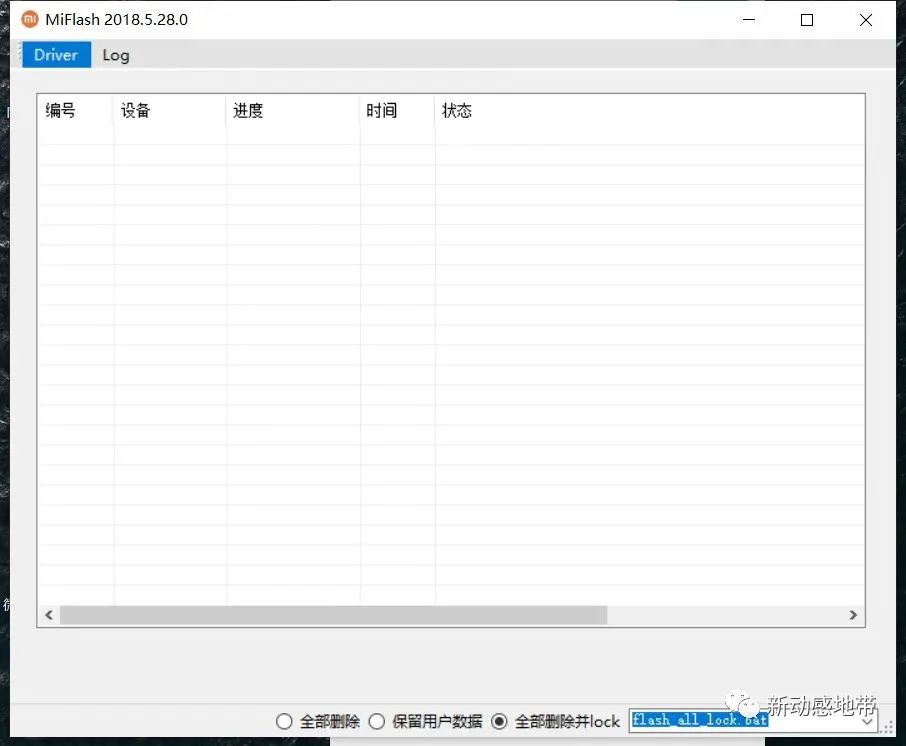 MiFlash 2018.5.28.0
Driver Log
编号 设备 进度 时间 状态
新动感地带
全部删除 保留用户数据 全部删除并lock flash_all_lock.bat